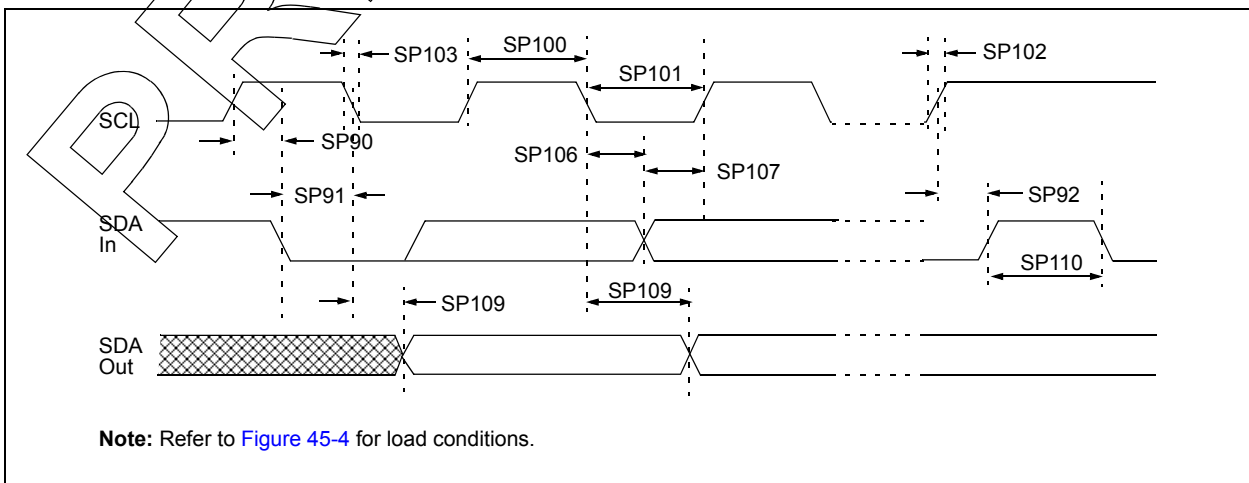 SP103
SP100
SP102
SP101
SCL
SP90
SP106
SP107
SP91
SP92
SDA
In
SP110
SP109
SP109
SDA
Out
Note: Refer to Figure 45-4 for load conditions.
P